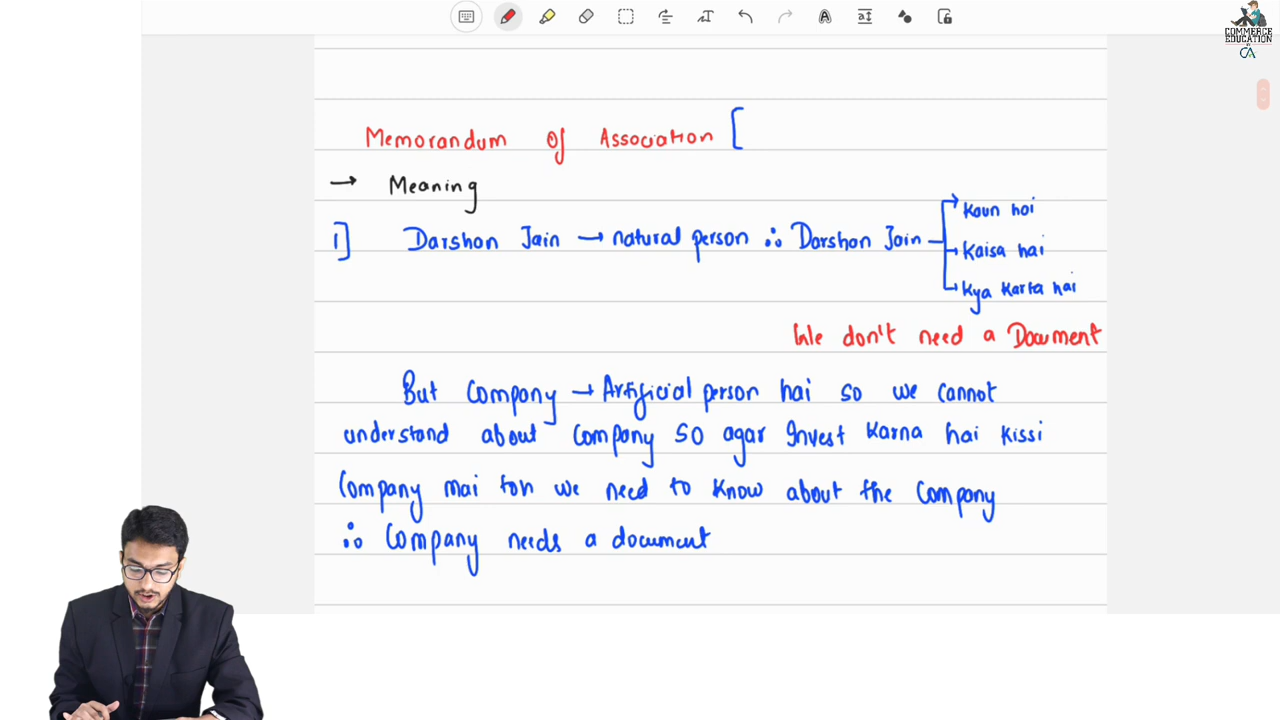 COMMERCE
EDUCATION
BY
CA
Memorandum of Association [
→ Meaning
1] Darshan Jain → natural person ∴ Darshan Jain
Kaun hai
Kaisa hai
Kya Karta hai
We don't need a Document
But Company → Artificial person hai so we cannot
understand about Company so agar Invest Karna hai kissi
Company mai toh we need to know about the Company
∴ Company needs a document